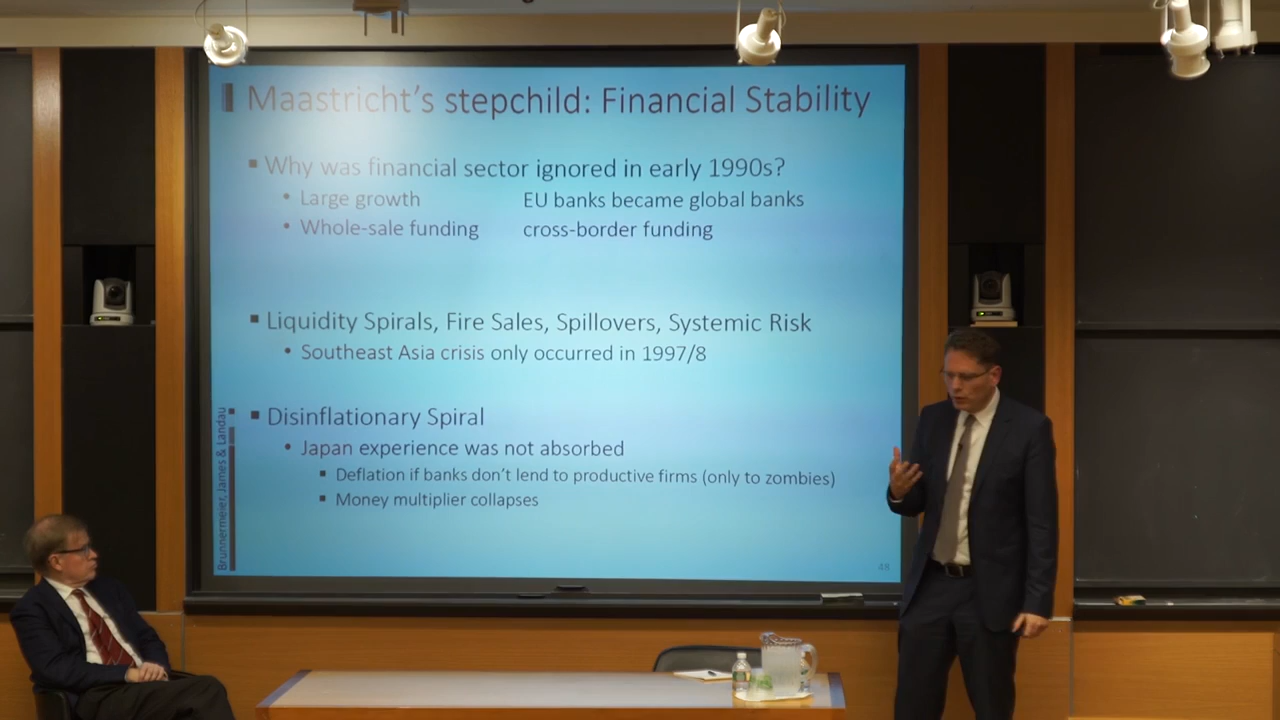 Maastricht's stepchild: Financial Stability
Why was financial sector ignored in early 1990s?
Large growth EU banks became global banks
Whole-sale funding cross-border funding
Liquidity Spirals, Fire Sales, Spillovers, Systemic Risk
Southeast Asia crisis only occurred in 1997/8
Disinflationary Spiral
Japan experience was not absorbed
Deflation if banks don't lend to productive firms (only to zombies)
Money multiplier collapses
Brunnermeier, James & Landau
48